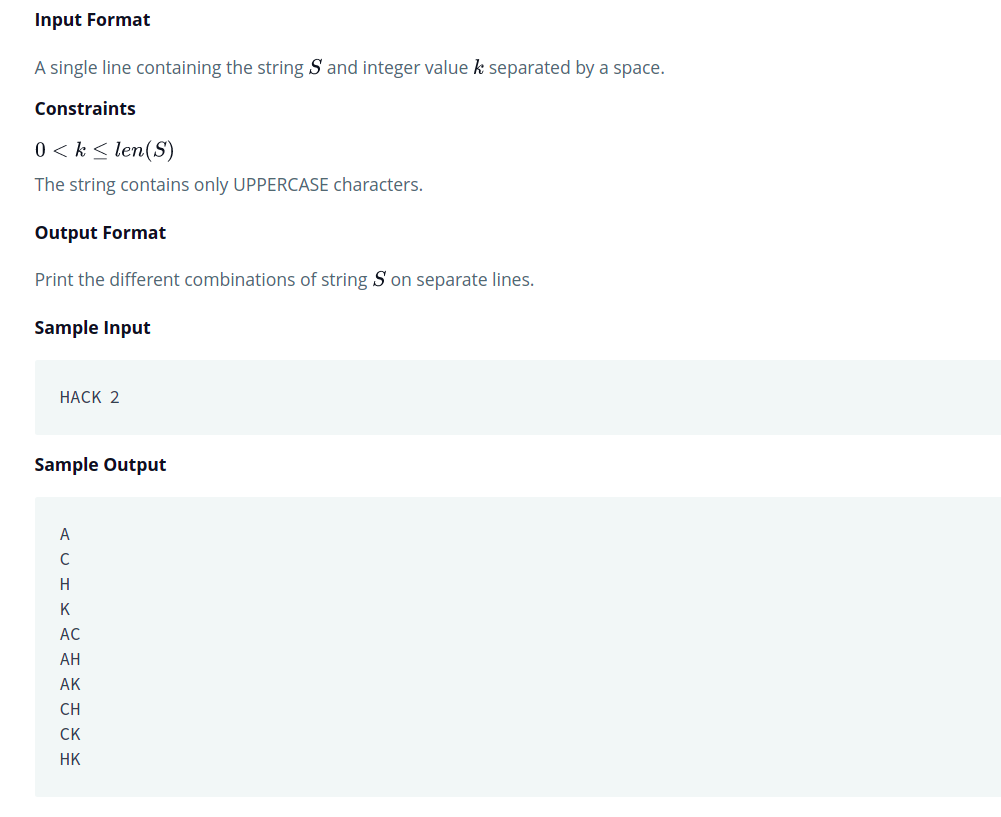 Input Format
A single line containing the string S and integer value k separated by a space.
Constraints
0 < k ≤ len(S)
The string contains only UPPERCASE characters.
Output Format
Print the different combinations of string S on separate lines.
Sample Input
HACK 2
Sample Output
A
C
H
K
AC
AH
AK
CH
CK
HK